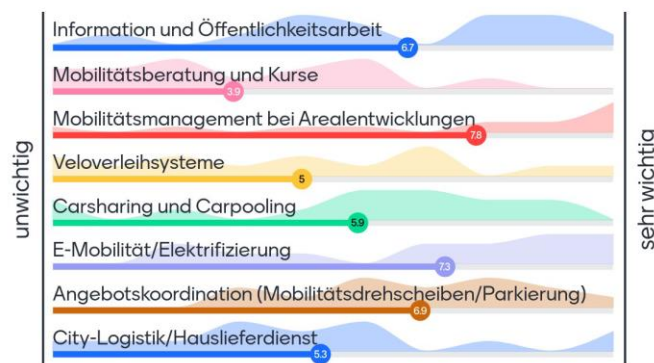 Information und Öffentlichkeitsarbeit
6.7
Mobilitätsberatung und Kurse
3.9
Mobilitätsmanagement bei Arealentwicklungen
7.8
unwichtig
sehr wichtig
Veloverleihsysteme
5
Carsharing und Carpooling
5.9
E-Mobilität/Elektrifizierung
7.3
Angebotskoordination (Mobilitätsdrehscheiben/Parkierung)
6.9
City-Logistik/Hauslieferdienst
5.3